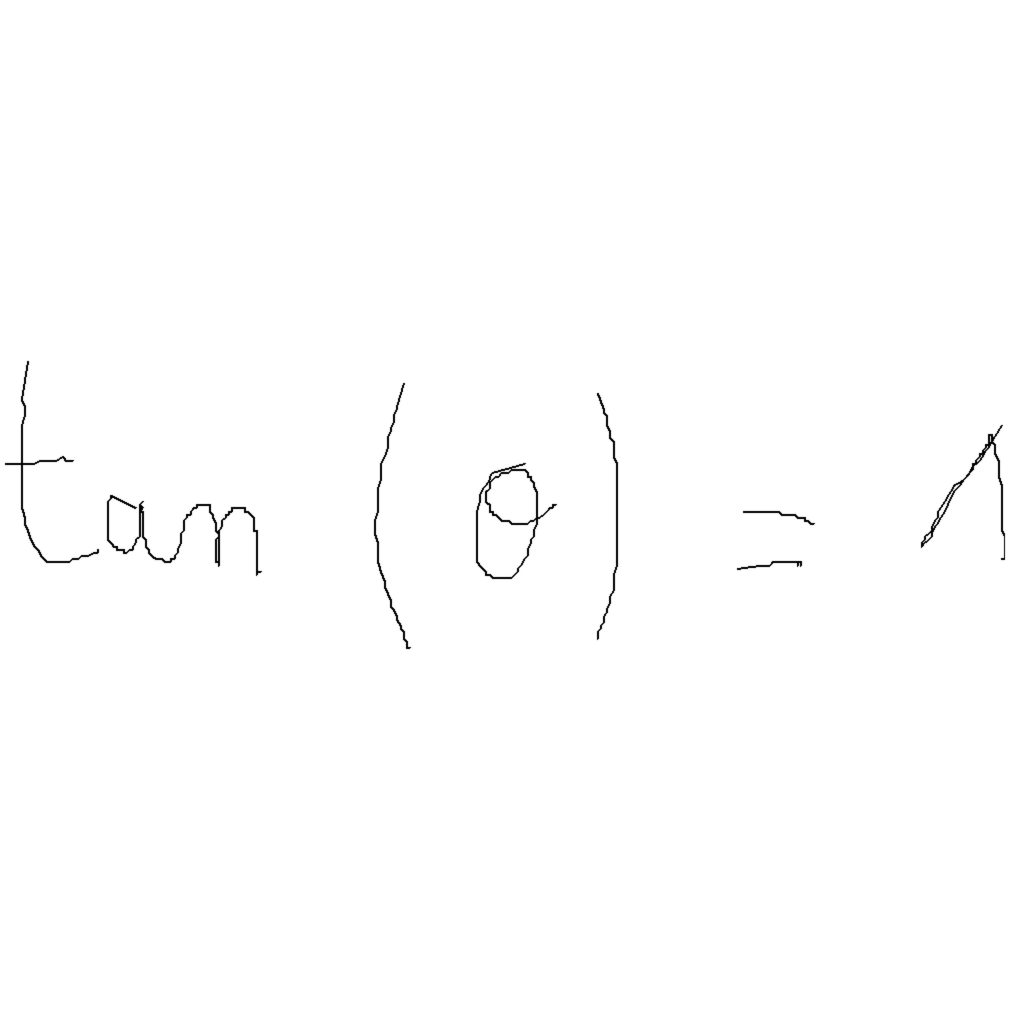 tan(θ) = 1